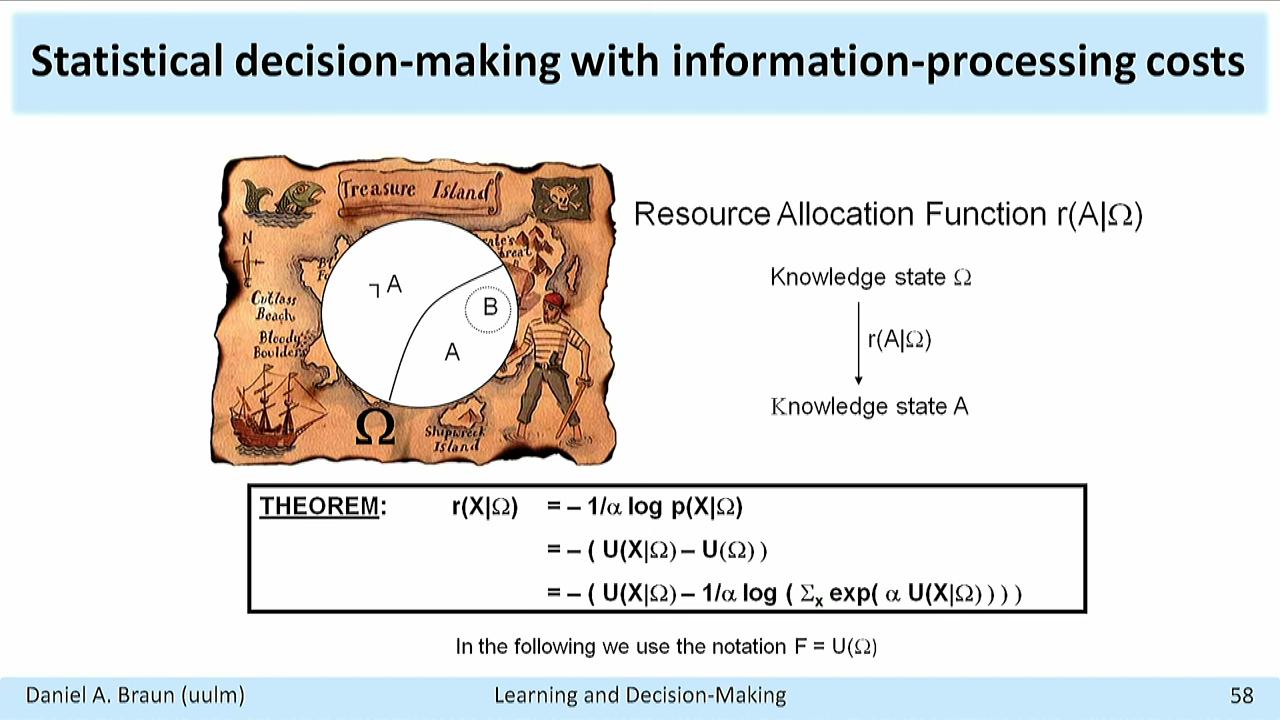 Statistical decision-making with information-processing costs
Treasure Island
N
Cutlass
Beach
Bloody
Boulders
Shipwreck
Island
¬ A
B
A
Ω
Resource Allocation Function r(A|Ω)
Knowledge state Ω
r(A|Ω)
Knowledge state A
THEOREM: r(X|Ω) = – 1/α log p(X|Ω)
= – ( U(X|Ω) – U(Ω) )
= – ( U(X|Ω) – 1/α log ( Σx exp( α U(X|Ω) ) ) )
In the following we use the notation F = U(Ω)
Daniel A. Braun (uulm) Learning and Decision-Making 58